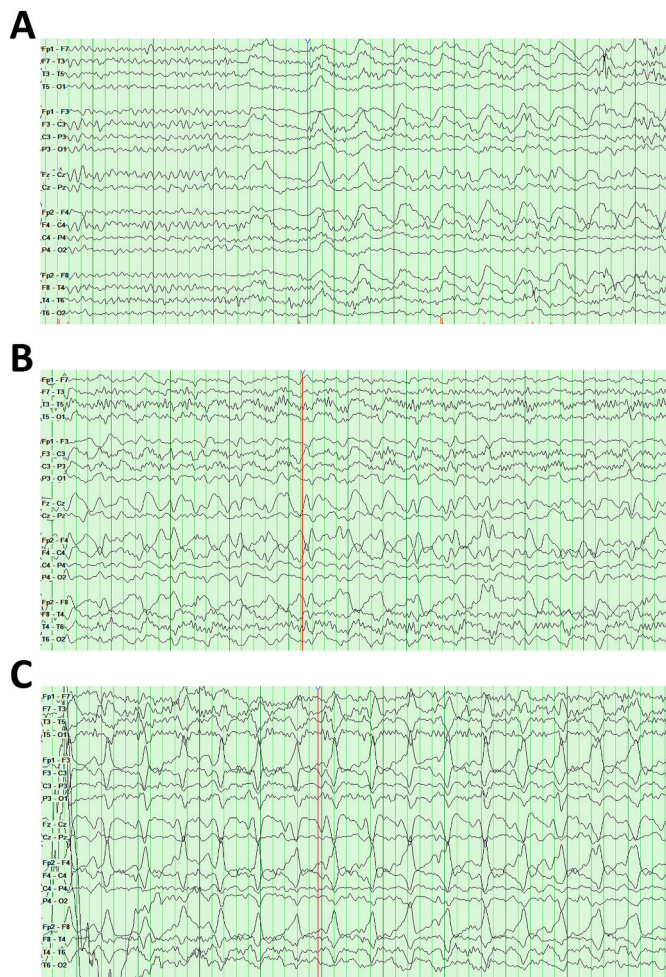 A
Fp1 - F7
F7 - T3
T3 - T5
T5 - O1
Fp1 - F3
F3 - C3
C3 - P3
P3 - O1
Fz - Cz
Cz - Pz
Fp2 - F4
F4 - C4
C4 - P4
P4 - O2
Fp2 - F8
F8 - T4
T4 - T6
T6 - O2
B
Fp1 - F7
F7 - T3
T3 - T5
T5 - O1
Fp1 - F3
F3 - C3
C3 - P3
P3 - O1
Fz - Cz
Cz - Pz
Fp2 - F4
F4 - C4
C4 - P4
P4 - O2
Fp2 - F8
F8 - T4
T4 - T6
T6 - O2
C
Fp1 - F7
F7 - T3
T3 - T5
T5 - O1
Fp1 - F3
F3 - C3
C3 - P3
P3 - O1
Fz - Cz
Cz - Pz
Fp2 - F4
F4 - C4
C4 - P4
P4 - O2
Fp2 - F8
F8 - T4
T4 - T6
T6 - O2